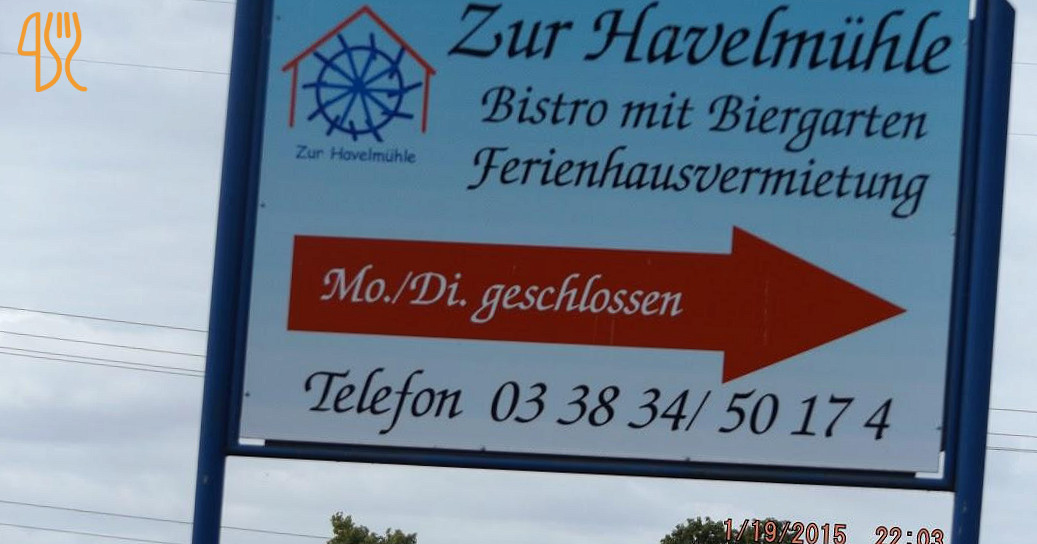 Zur Havelmühle
Bistro mit Biergarten
Ferienhausvermietung
Zur Havelmühle
Mo./Di. geschlossen
Telefon 03 38 34/ 50 17 4
1/19/2015 22:03